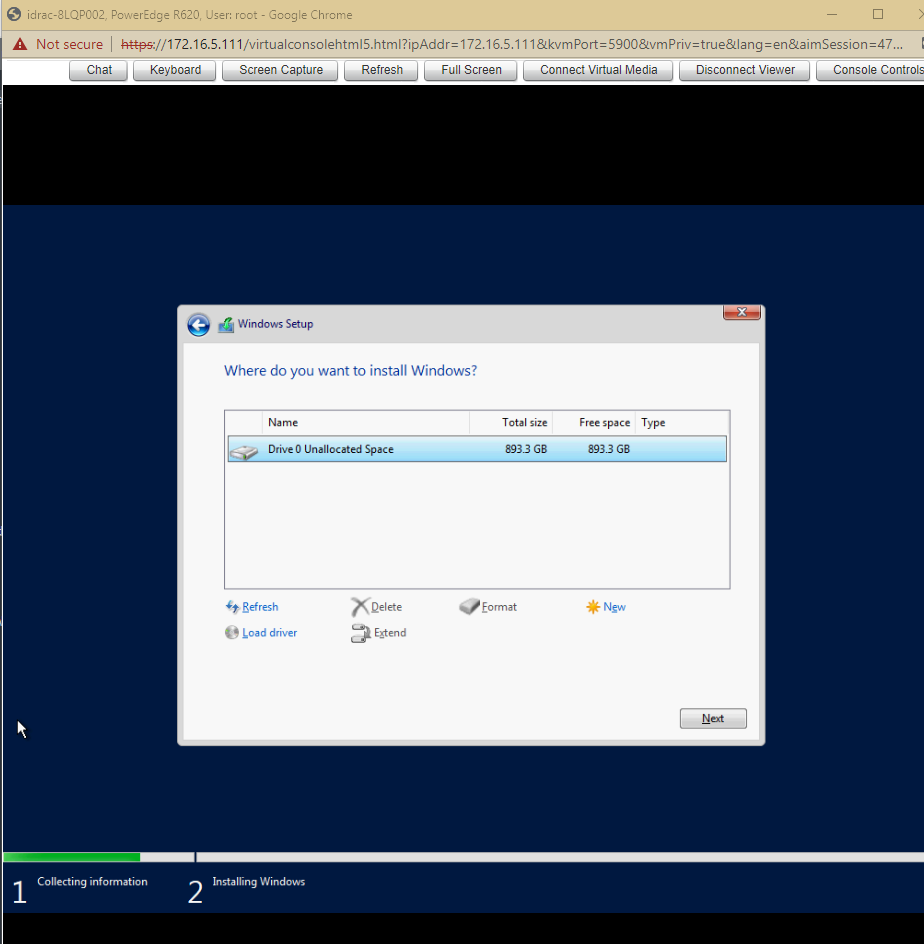 idrac-8LQP002, PowerEdge R620, User: root - Google Chrome
Not secure | https://172.16.5.111/virtualconsolehtml5.html?ipAddr=172.16.5.111&kvmPort=5900&vmPriv=true&lang=en&aimSession=47...
Chat Keyboard Screen Capture Refresh Full Screen Connect Virtual Media Disconnect Viewer Console Controls
Windows Setup
Where do you want to install Windows?
Name Total size Free space Type
Drive 0 Unallocated Space 893.3 GB 893.3 GB
Refresh Delete Format New
Load driver Extend
Next
1 Collecting information 2 Installing Windows